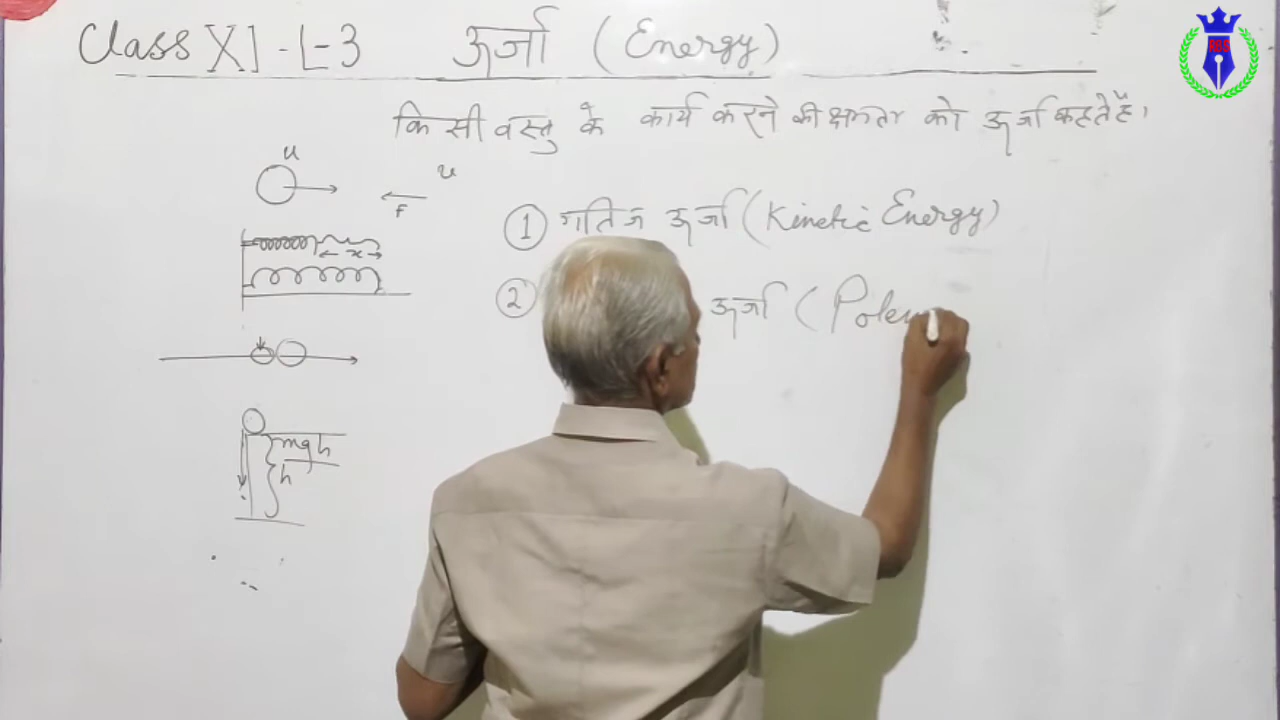 Class XI - L-3 ऊर्जा (Energy)
किसी वस्तु के कार्य करने की क्षमता को ऊर्जा कहते हैं।
u
u
F
① गतिज ऊर्जा (Kinetic Energy)
x
② ऊर्जा (Poten
mgh
h
RBS